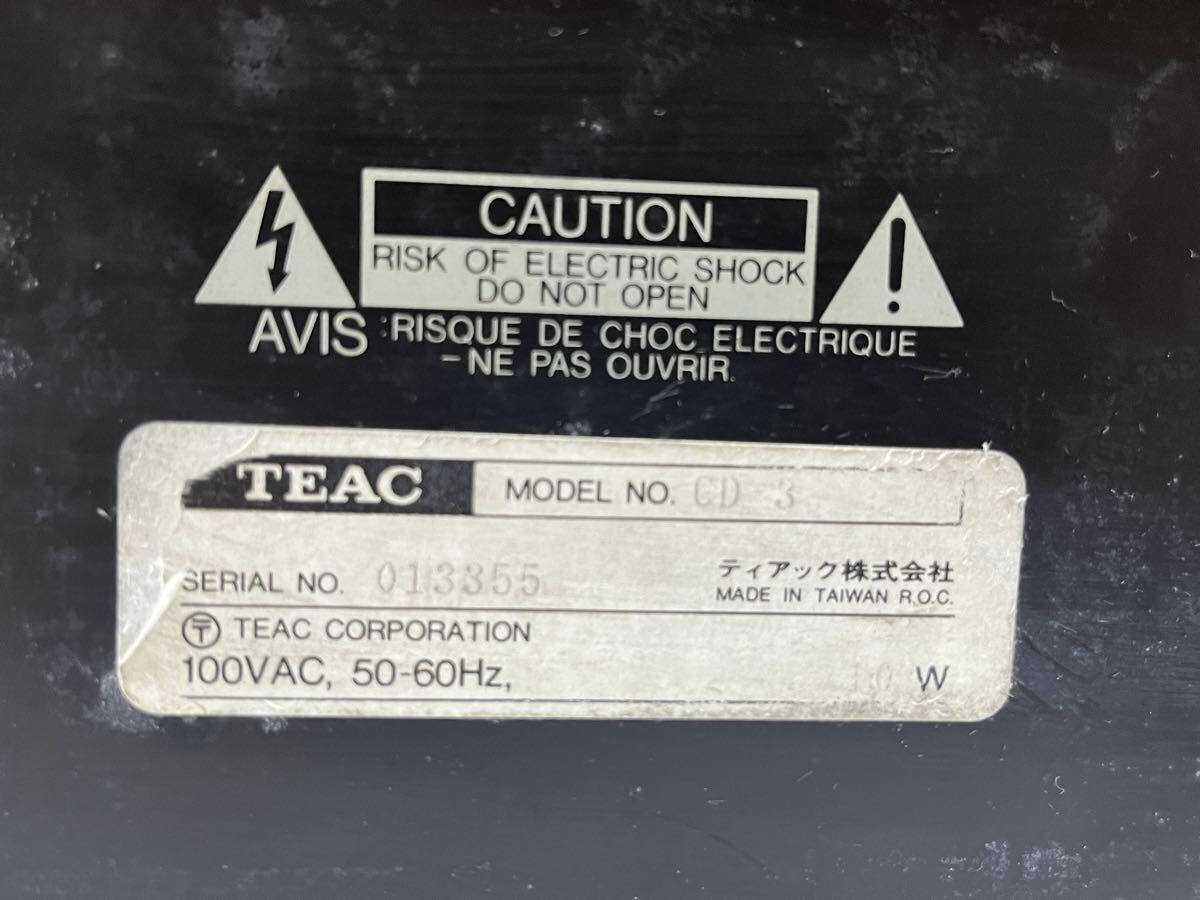 CAUTION
RISK OF ELECTRIC SHOCK
DO NOT OPEN
AVIS:RISQUE DE CHOC ELECTRIQUE
-NE PAS OUVRIR.
TEAC MODEL NO. CD-3
SERIAL NO. 013355 ティアック株式会社
MADE IN TAIWAN R.O.C.
〒 TEAC CORPORATION
100VAC, 50-60Hz, 10 W